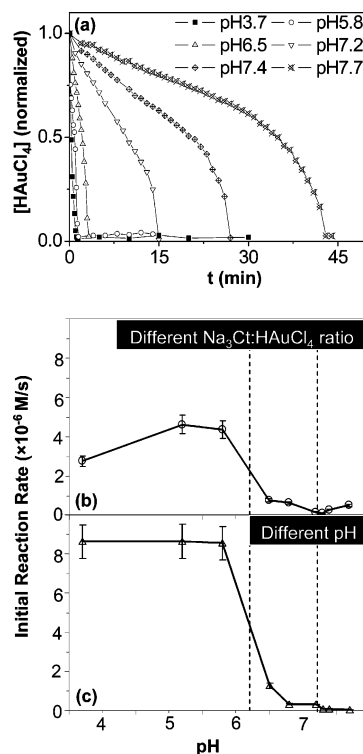 (a)
pH3.7 pH5.8
pH6.5 pH7.2
pH7.4 pH7.7
[HAuCl4] (normalized)
1.0
0.5
0.0
0 15 30 45
t (min)
Different Na3Ct:HAuCl4 ratio
Initial Reaction Rate (×10-6 M/s)
8
6
4
2
0
(b)
Different pH
8
6
4
2
0
(c)
4 5 6 7
pH